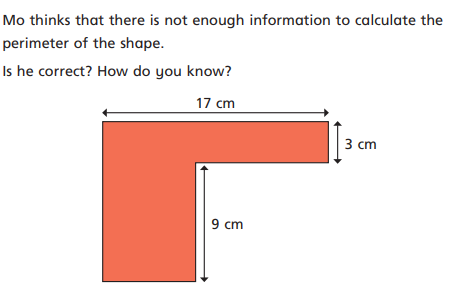 Mo thinks that there is not enough information to calculate the
perimeter of the shape.
Is he correct? How do you know?
17 cm
3 cm
9 cm